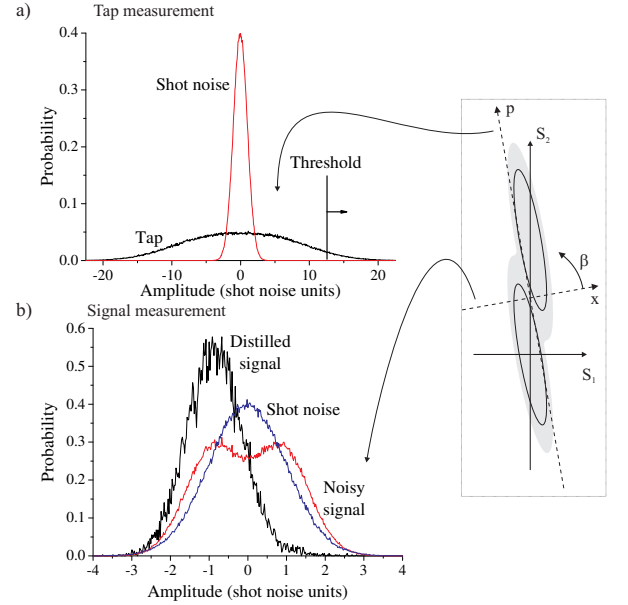 a)
Tap measurement
0.4
0.3
0.2
0.1
0.0
Probability
Shot noise
Threshold
Tap
-20
-10
0
10
20
Amplitude (shot noise units)
p
S2
β
x
S1
b)
Signal measurement
0.6
0.5
0.4
0.3
0.2
0.1
0.0
Probability
Distilled
signal
Shot noise
Noisy
signal
-4
-3
-2
-1
0
1
2
3
4
Amplitude (shot noise units)